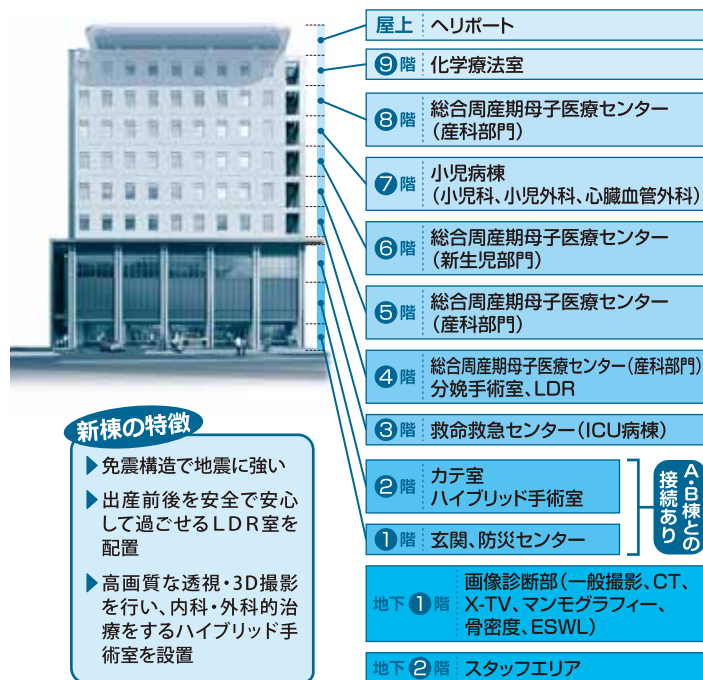 屋上 ヘリポート
9階 化学療法室
8階 総合周産期母子医療センター
(産科部門)
7階 小児病棟
(小児科、小児外科、心臓血管外科)
6階 総合周産期母子医療センター
(新生児部門)
5階 総合周産期母子医療センター
(産科部門)
4階 総合周産期母子医療センター(産科部門)
分娩手術室、LDR
3階 救命救急センター(ICU病棟)
2階 カテ室
ハイブリッド手術室
1階 玄関、防災センター
A・B棟との
接続あり
地下1階 画像診断部(一般撮影、CT、
X-TV、マンモグラフィー、
骨密度、ESWL)
地下2階 スタッフエリア
新棟の特徴
▶免震構造で地震に強い
▶出産前後を安全で安心
して過ごせるLDR室を
配置
▶高画質な透視・3D撮影
を行い、内科・外科的治
療をするハイブリッド手
術室を設置